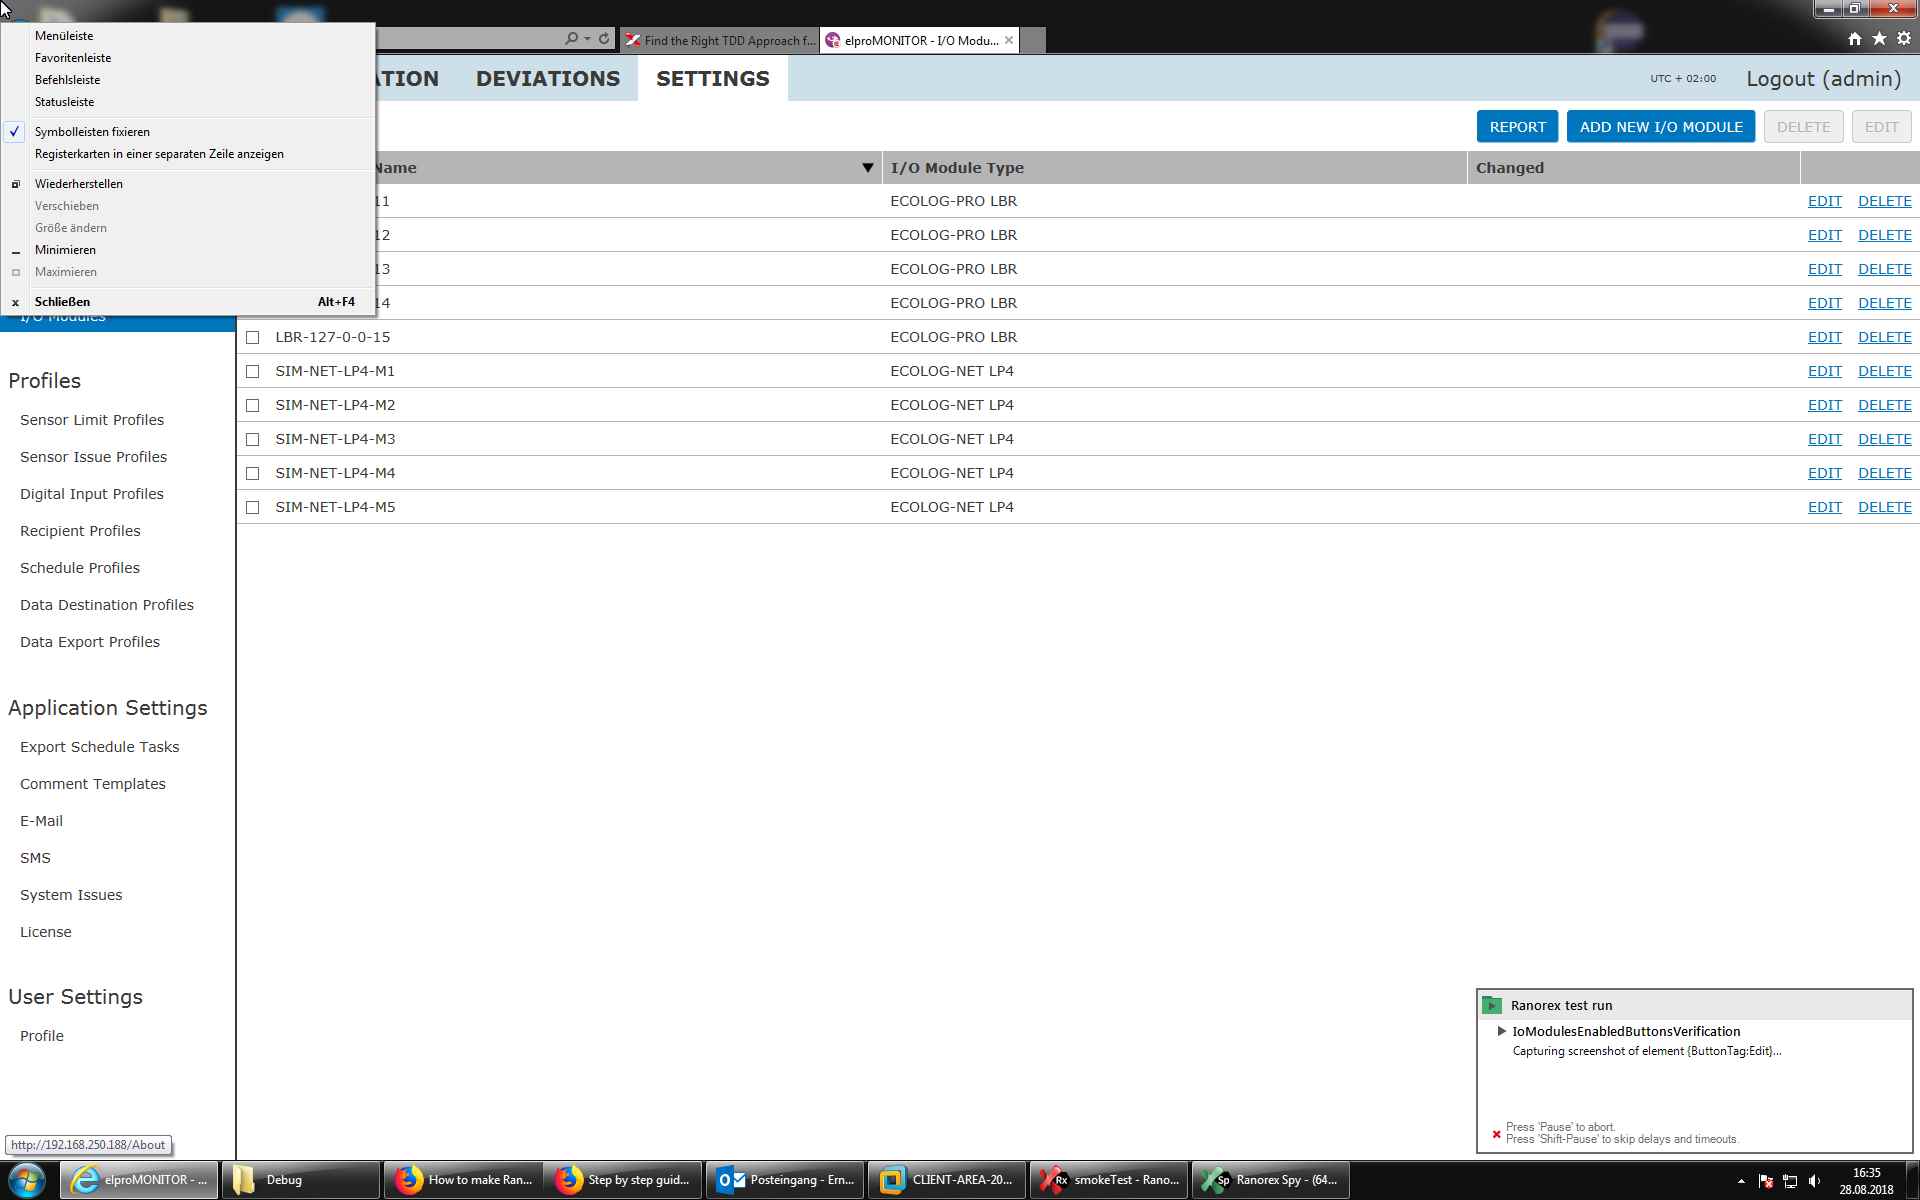 Menüleiste
Favoritenleiste
Befehlsleiste
Statusleiste
Symbolleisten fixieren
Registerkarten in einer separaten Zeile anzeigen
Wiederherstellen
Verschieben
Größe ändern
Minimieren
Maximieren
Schließen Alt+F4
Find the Right TDD Approach f...
elproMONITOR - I/O Modu...
ATION DEVIATIONS SETTINGS UTC + 02:00 Logout (admin)
REPORT ADD NEW I/O MODULE DELETE EDIT
Name I/O Module Type Changed
11 ECOLOG-PRO LBR EDIT DELETE
12 ECOLOG-PRO LBR EDIT DELETE
13 ECOLOG-PRO LBR EDIT DELETE
14 ECOLOG-PRO LBR EDIT DELETE
LBR-127-0-0-15 ECOLOG-PRO LBR EDIT DELETE
SIM-NET-LP4-M1 ECOLOG-NET LP4 EDIT DELETE
SIM-NET-LP4-M2 ECOLOG-NET LP4 EDIT DELETE
SIM-NET-LP4-M3 ECOLOG-NET LP4 EDIT DELETE
SIM-NET-LP4-M4 ECOLOG-NET LP4 EDIT DELETE
SIM-NET-LP4-M5 ECOLOG-NET LP4 EDIT DELETE
I/O Modules
Profiles
Sensor Limit Profiles
Sensor Issue Profiles
Digital Input Profiles
Recipient Profiles
Schedule Profiles
Data Destination Profiles
Data Export Profiles
Application Settings
Export Schedule Tasks
Comment Templates
E-Mail
SMS
System Issues
License
User Settings
Profile
Ranorex test run
IoModulesEnabledButtonsVerification
Capturing screenshot of element {ButtonTag:Edit}...
Press 'Pause' to abort.
Press 'Shift-Pause' to skip delays and timeouts.
http://192.168.250.188/About
elproMONITOR - ...
Debug
How to make Ran...
Step by step guid...
Posteingang - Ern...
CLIENT-AREA-20...
smokeTest - Rano...
Ranorex Spy - (64...
16:35
28.08.2018